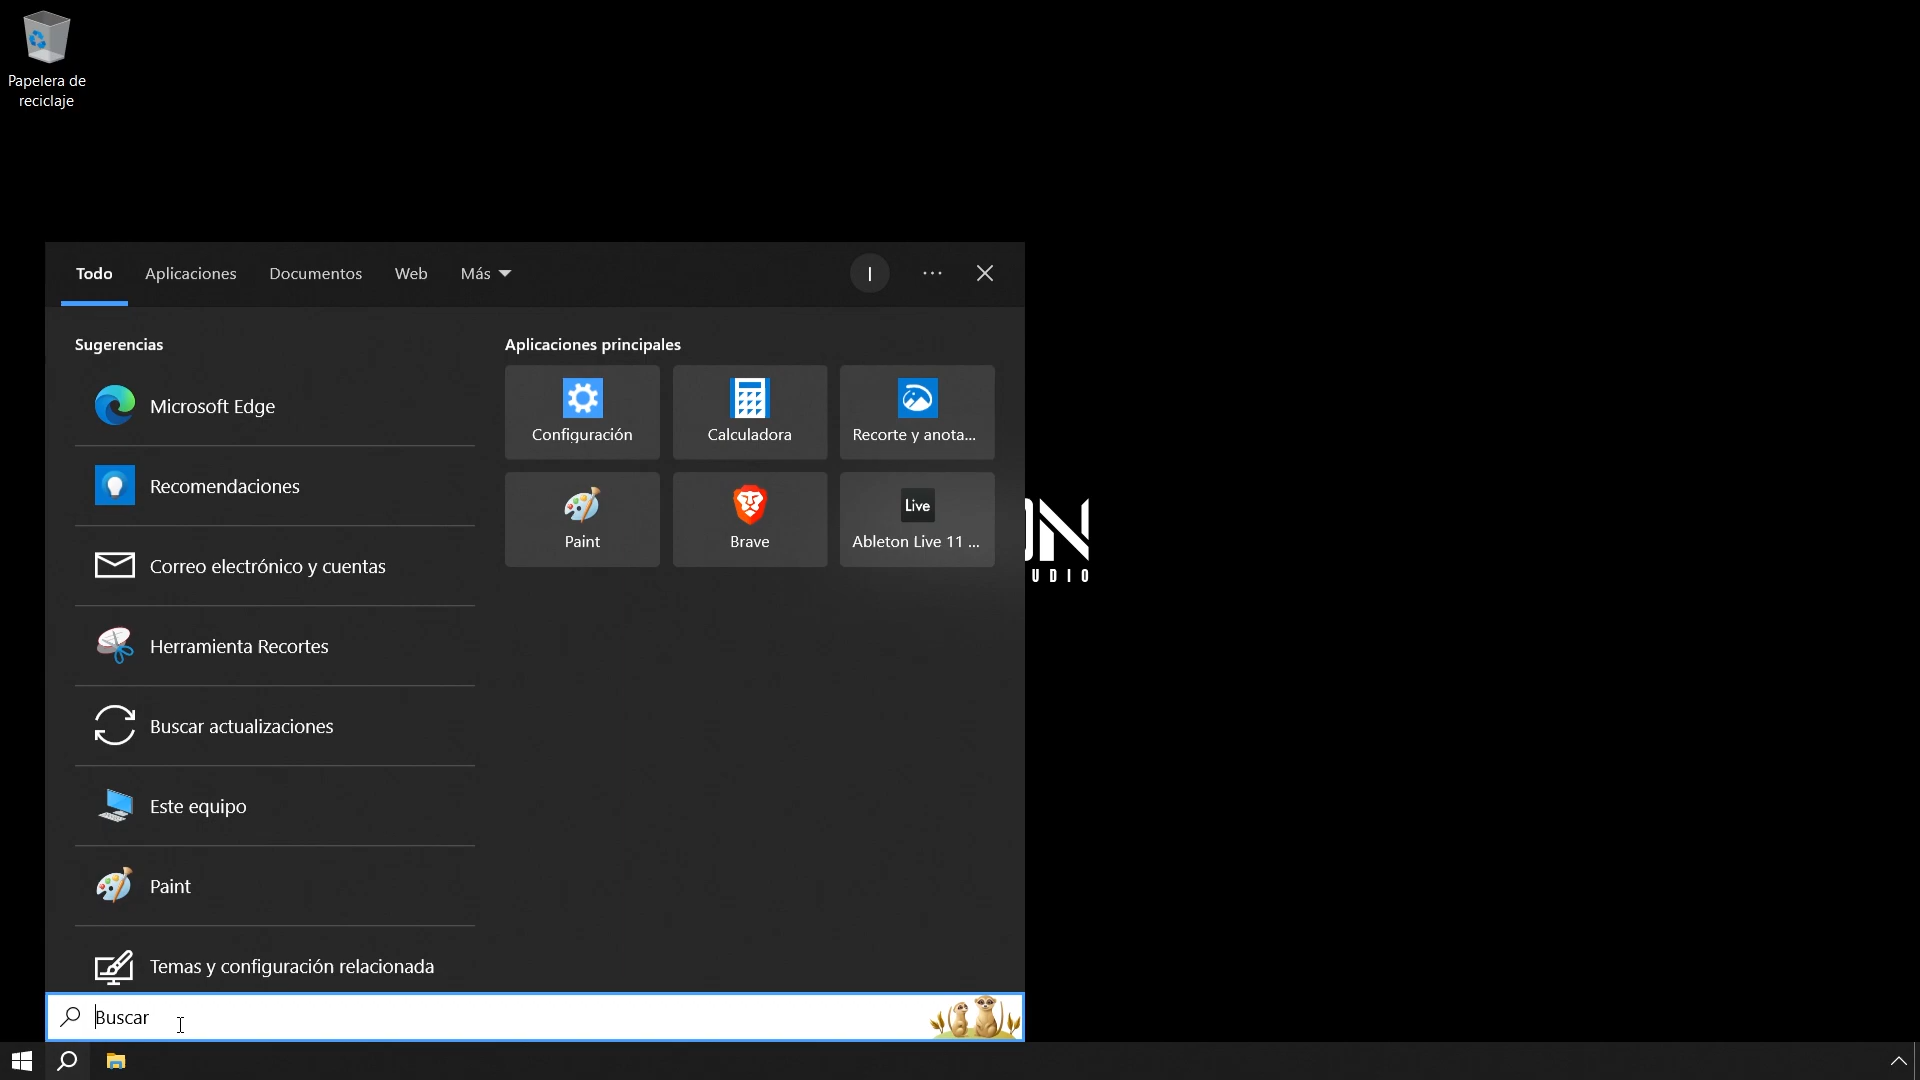 Papelera de
reciclaje
Todo
Aplicaciones
Documentos
Web
Más
I
Sugerencias
Microsoft Edge
Recomendaciones
Correo electrónico y cuentas
Herramienta Recortes
Buscar actualizaciones
Este equipo
Paint
Temas y configuración relacionada
Aplicaciones principales
Configuración
Calculadora
Recorte y anota...
Paint
Brave
Live
Ableton Live 11 ...
UDIO
Buscar